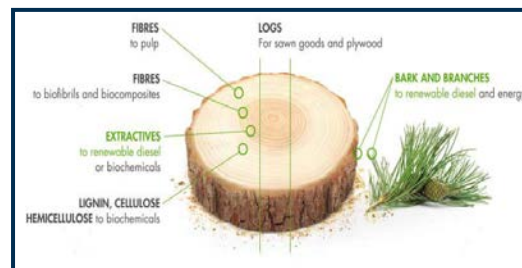 FIBRES
to pulp
LOGS
For sawn goods and plywood
FIBRES
to biofibrils and biocomposites
BARK AND BRANCHES
to renewable diesel and energ
EXTRACTIVES
to renewable diesel
or biochemicals
LIGNIN, CELLULOSE
HEMICELLULOSE to biochemicals